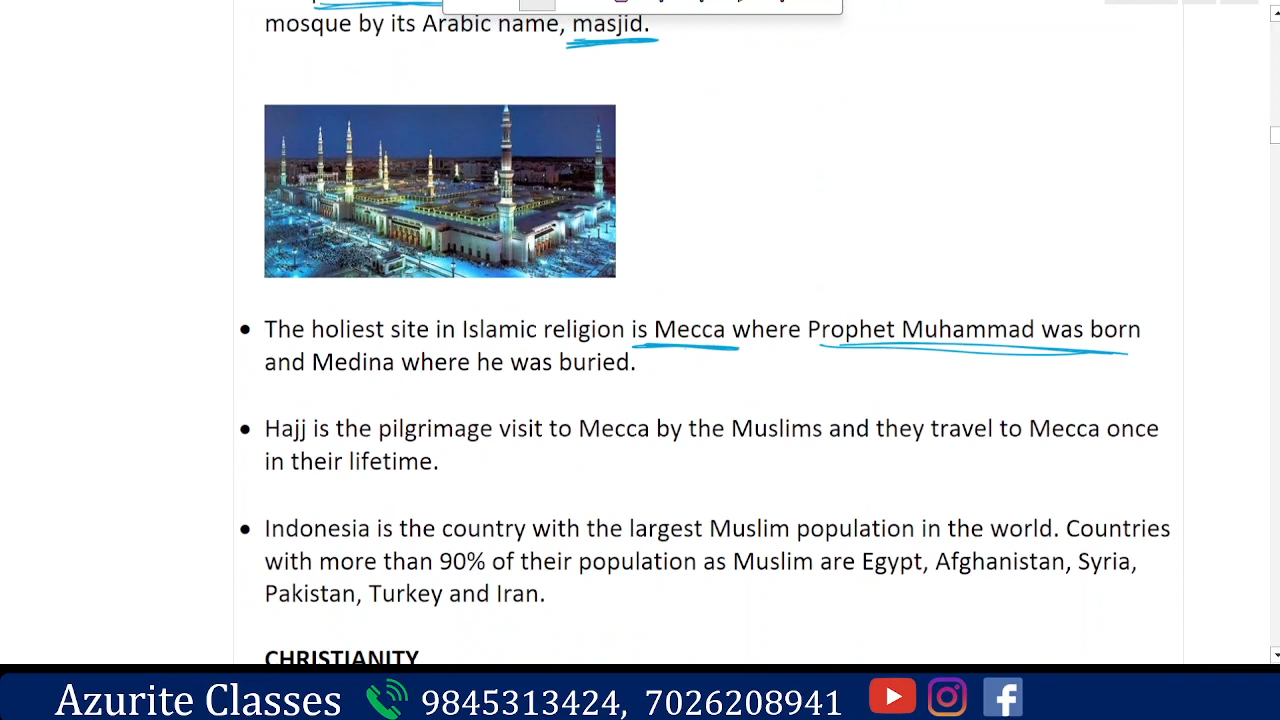 mosque by its Arabic name, masjid.
• The holiest site in Islamic religion is Mecca where Prophet Muhammad was born
and Medina where he was buried.
• Hajj is the pilgrimage visit to Mecca by the Muslims and they travel to Mecca once
in their lifetime.
• Indonesia is the country with the largest Muslim population in the world. Countries
with more than 90% of their population as Muslim are Egypt, Afghanistan, Syria,
Pakistan, Turkey and Iran.
CHRISTIANITY
Azurite Classes 9845313424, 7026208941